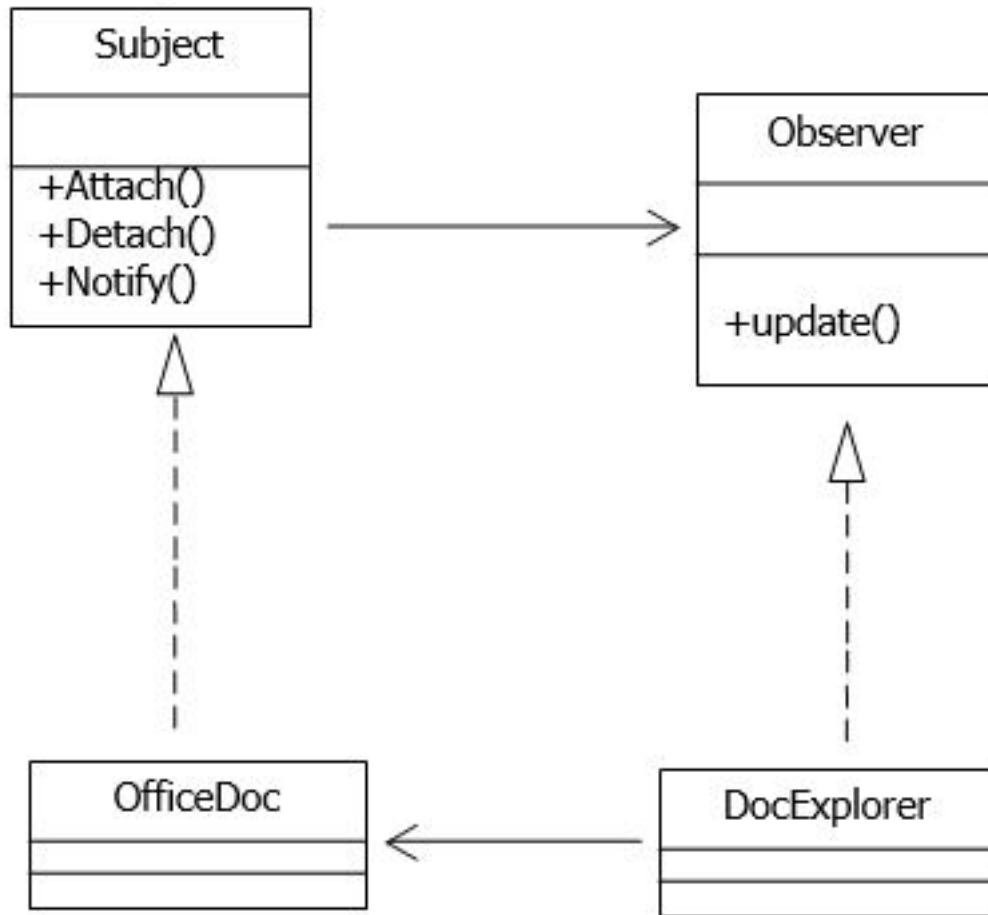 Subject
+Attach()
+Detach()
+Notify()
Observer
+update()
OfficeDoc
DocExplorer